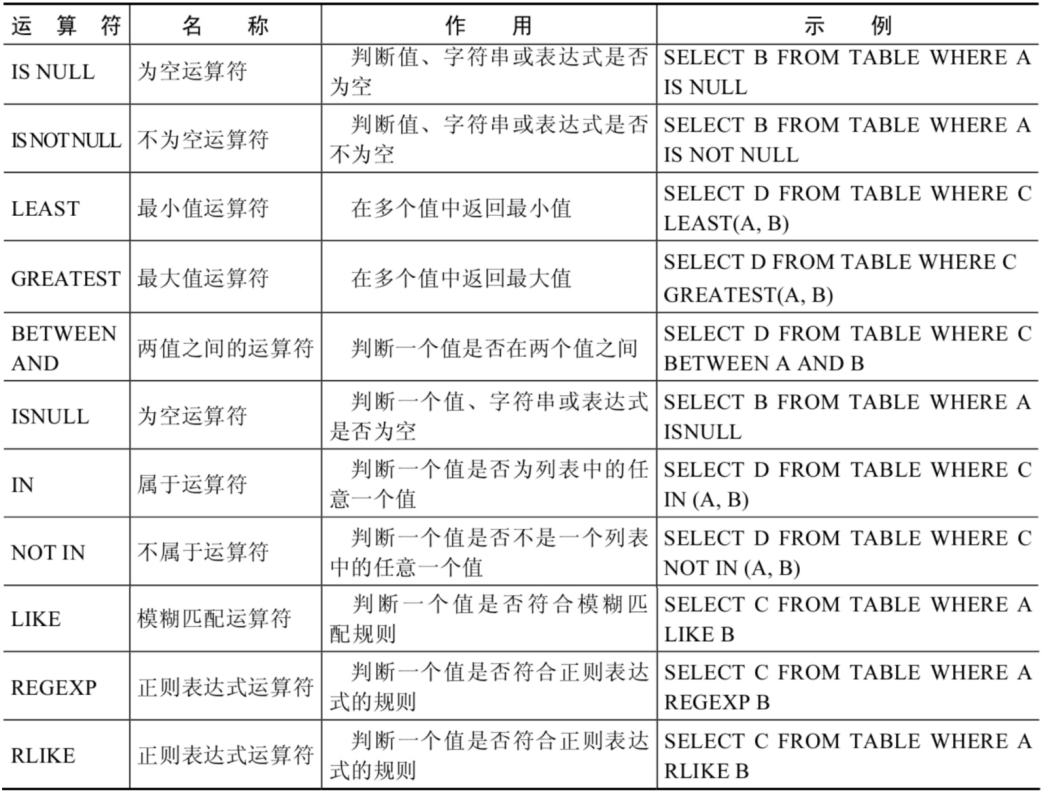 运 算 符 名 称 作 用 示 例
IS NULL 为空运算符 判断值、字符串或表达式是否 SELECT B FROM TABLE WHERE A
为空 IS NULL
IS NOT NULL 不为空运算符 判断值、字符串或表达式是否 SELECT B FROM TABLE WHERE A
不为空 IS NOT NULL
LEAST 最小值运算符 在多个值中返回最小值 SELECT D FROM TABLE WHERE C
LEAST(A, B)
GREATEST 最大值运算符 在多个值中返回最大值 SELECT D FROM TABLE WHERE C
GREATEST(A, B)
BETWEEN 两值之间的运算符 判断一个值是否在两个值之间 SELECT D FROM TABLE WHERE C
AND BETWEEN A AND B
ISNULL 为空运算符 判断一个值、字符串或表达式 SELECT B FROM TABLE WHERE A
是否为空 ISNULL
IN 属于运算符 判断一个值是否为列表中的任 SELECT D FROM TABLE WHERE C
意一个值 IN (A, B)
NOT IN 不属于运算符 判断一个值是否不是一个列表 SELECT D FROM TABLE WHERE C
中的任意一个值 NOT IN (A, B)
LIKE 模糊匹配运算符 判断一个值是否符合模糊匹 SELECT C FROM TABLE WHERE A
配规则 LIKE B
REGEXP 正则表达式运算符 判断一个值是否符合正则表达 SELECT C FROM TABLE WHERE A
式的规则 REGEXP B
RLIKE 正则表达式运算符 判断一个值是否符合正则表达 SELECT C FROM TABLE WHERE A
式的规则 RLIKE B